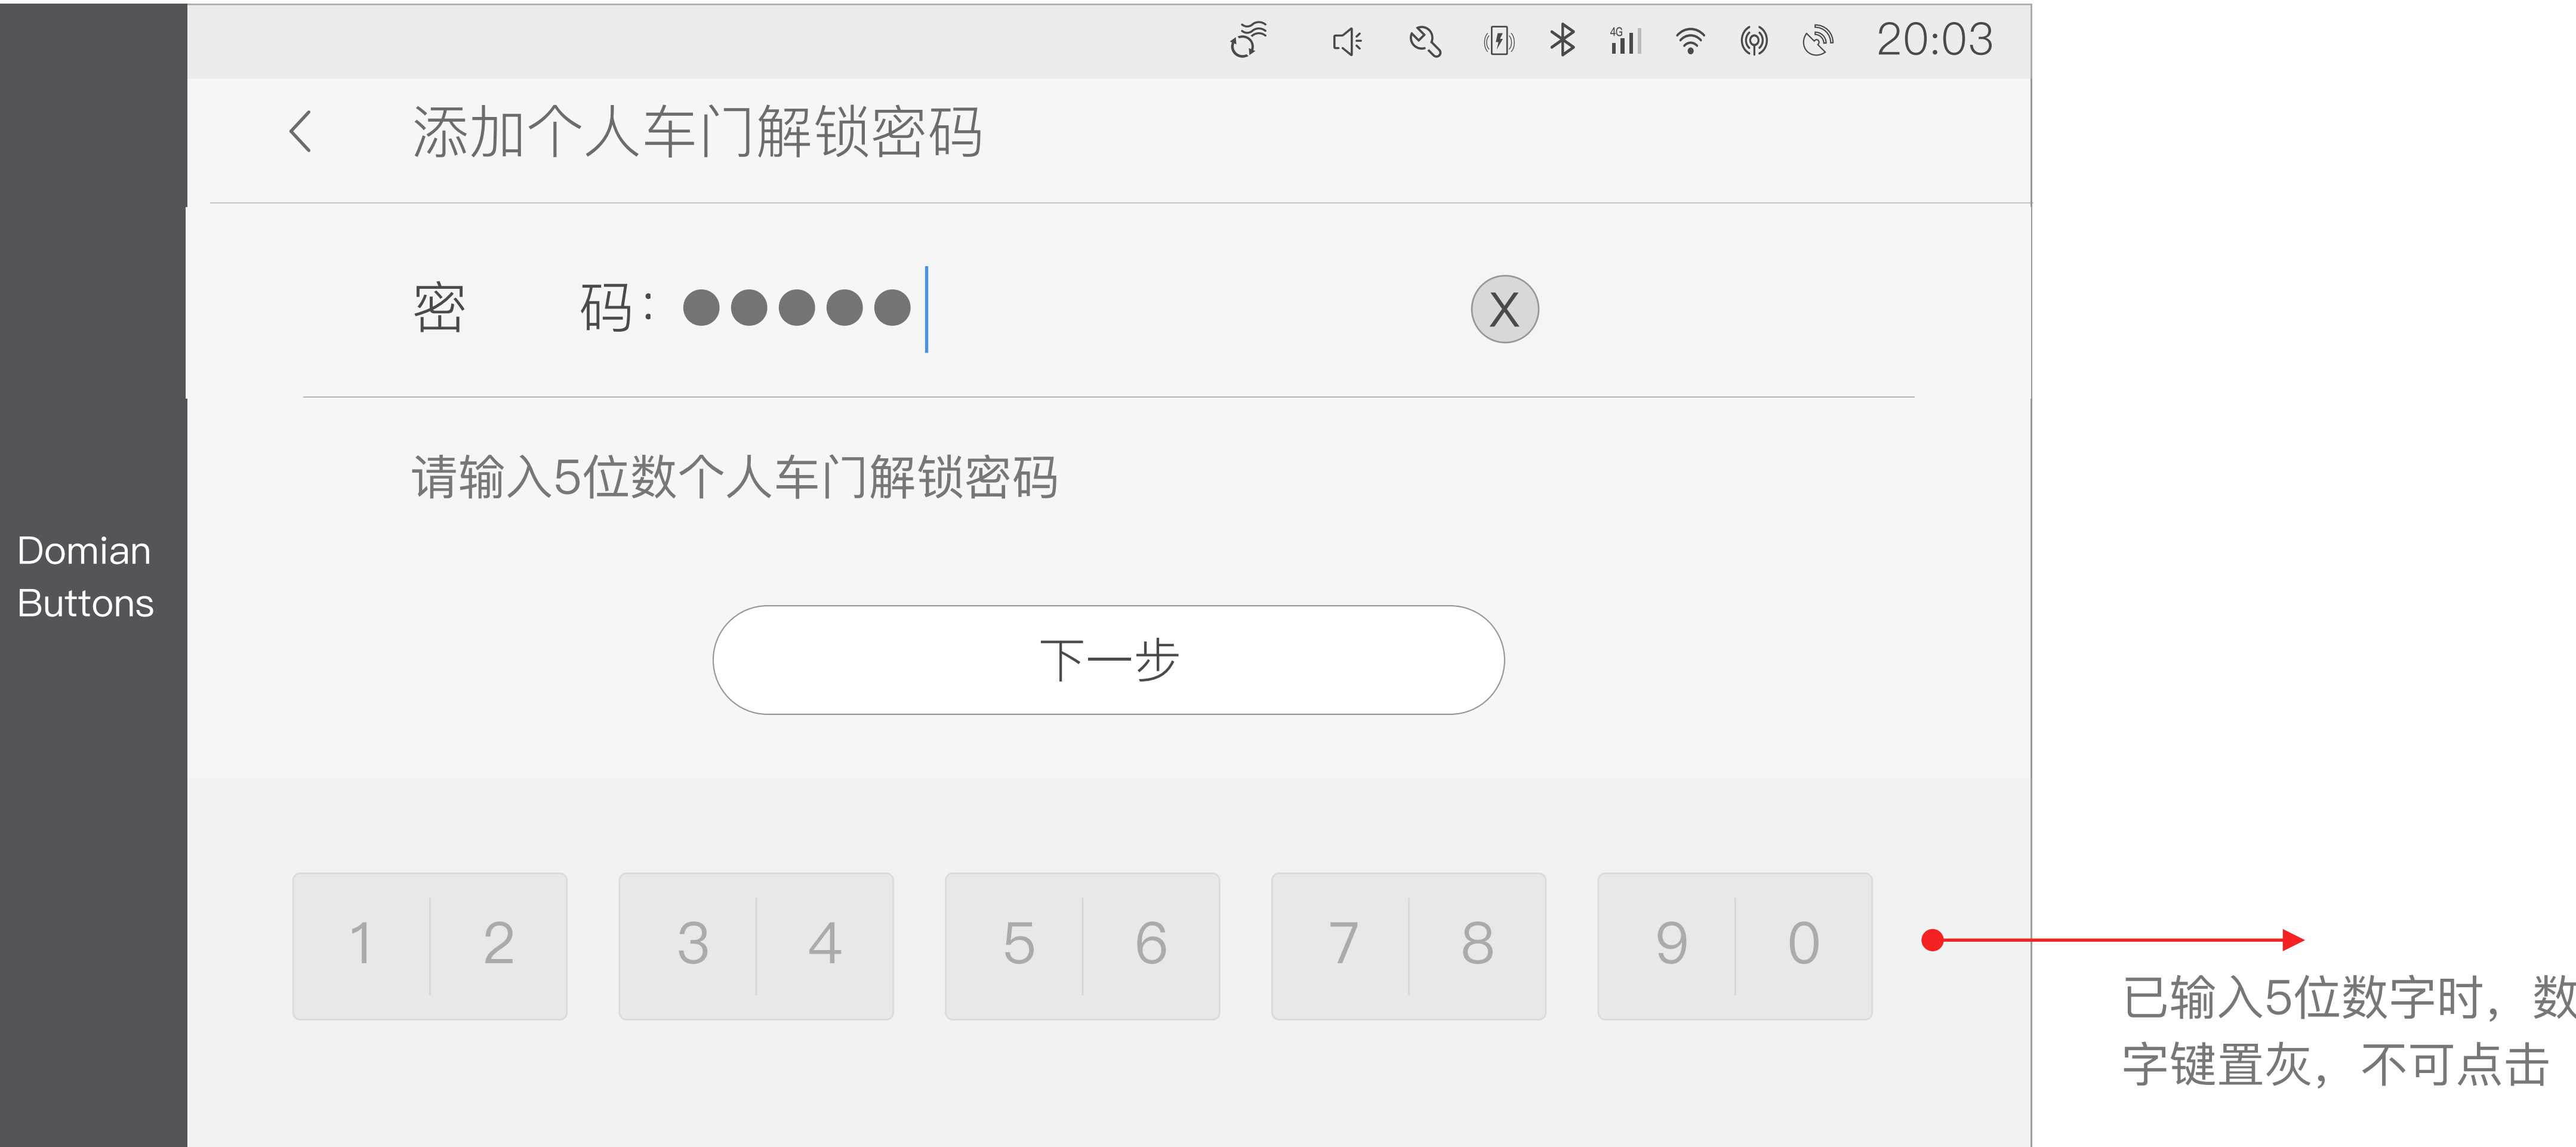 20:03
4G
添加个人车门解锁密码
密 码:
X
请输入5位数个人车门解锁密码
Domian
Buttons
下一步
1 2 3 4 5 6 7 8 9 0
已输入5位数字时，数
字键置灰，不可点击